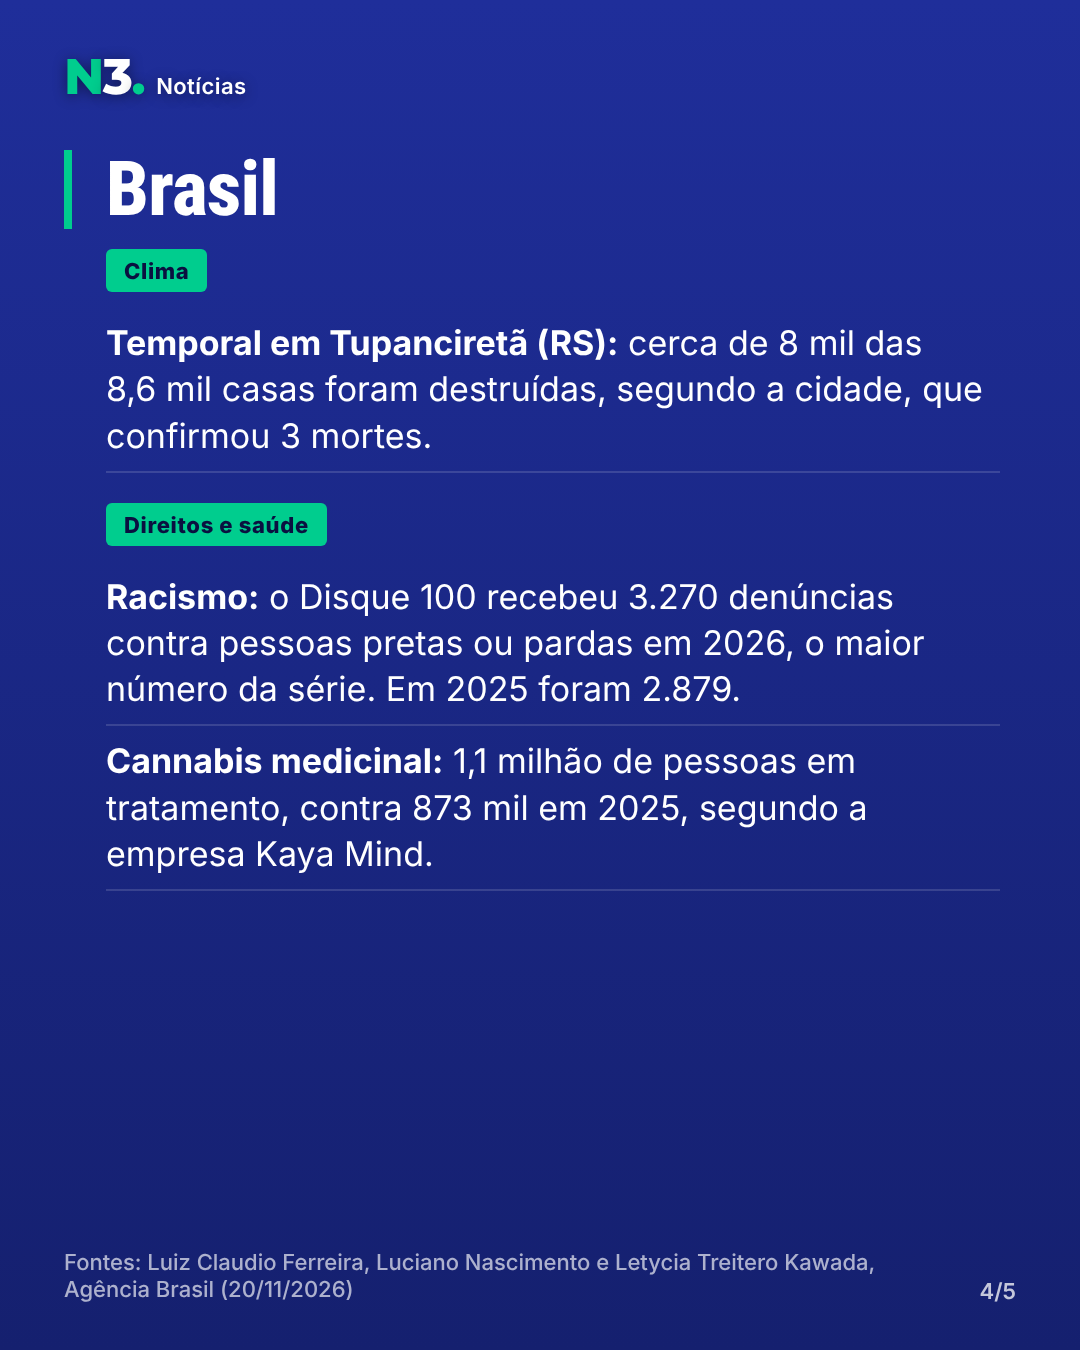 N3. Notícias
Brasil
Clima
Temporal em Tupanciretã (RS): cerca de 8 mil das
8,6 mil casas foram destruídas, segundo a cidade, que
confirmou 3 mortes.
Direitos e saúde
Racismo: o Disque 100 recebeu 3.270 denúncias
contra pessoas pretas ou pardas em 2026, o maior
número da série. Em 2025 foram 2.879.
Cannabis medicinal: 1,1 milhão de pessoas em
tratamento, contra 873 mil em 2025, segundo a
empresa Kaya Mind.
Fontes: Luiz Claudio Ferreira, Luciano Nascimento e Letycia Treitero Kawada,
Agência Brasil (20/11/2026)
4/5